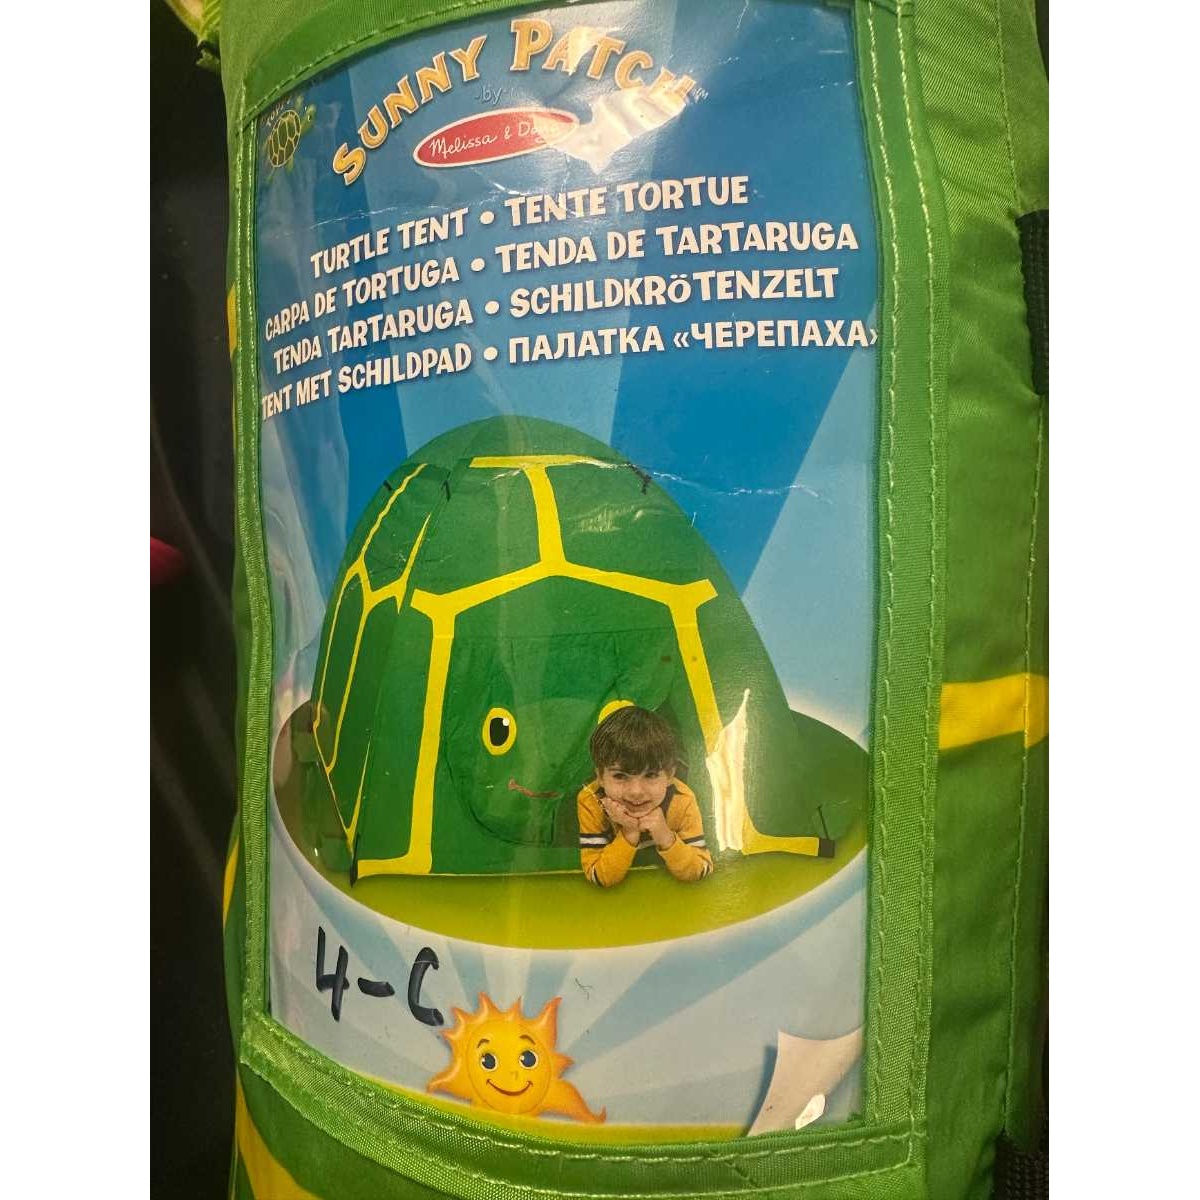 SUNNY PATCH™
-by-
Melissa & Doug
TURTLE TENT • TENTE TORTUE
CARPA DE TORTUGA • TENDA DE TARTARUGA
TENDA TARTARUGA • SCHILDKRÖTENZELT
TENT MET SCHILDPAD • ПАЛАТКА «ЧЕРЕПАХА»
4-C